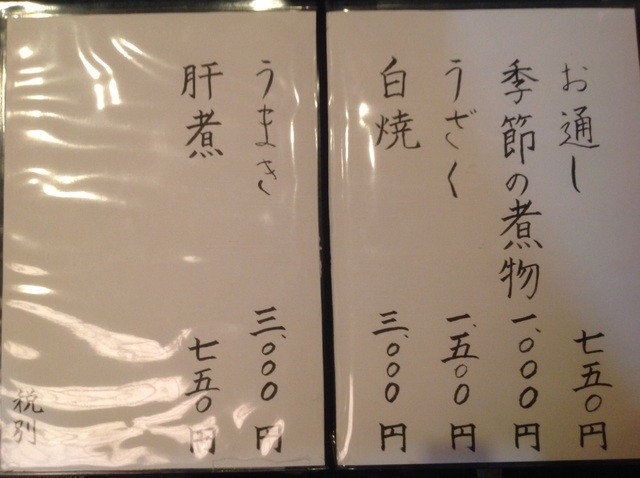 お通し 七五〇円
季節の煮物 一、〇〇〇円
うざく 一、五〇〇円
白焼 三、〇〇〇円
うまき 三、〇〇〇円
肝煮 七五〇円
税別